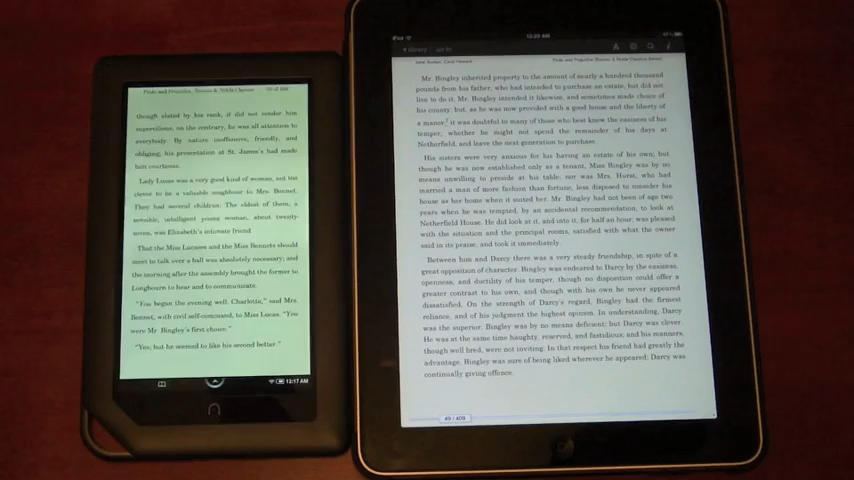 Pride and Prejudice, Barnes & Noble Classics
though elated by his rank, it did not render him
supercilious; on the contrary, he was all attention to
everybody. By nature inoffensive, friendly, and
obliging, his presentation at St. James's had made
him courteous.
Lady Lucas was a very good kind of woman, not too
clever to be a valuable neighbour to Mrs. Bennet.
They had several children. The eldest of them, a
sensible, intelligent young woman, about twenty-
seven, was Elizabeth's intimate friend
That the Miss Lucases and the Miss Bennets should
meet to talk over a ball was absolutely necessary; and
the morning after the assembly brought the former to
Longbourn to hear and to communicate.
"You began the evening well, Charlotte," said Mrs.
Bennet, with civil self-command, to Miss Lucas. "You
were Mr. Bingley's first choice."
"Yes; but he seemed to like his second better."
12:17 AM
iPad
12:20 AM
Library
Jane Austen, Carol Howard
Pride and Prejudice (Barnes & Noble Classics Series)
Mr. Bingley inherited property to the amount of nearly a hundred thousand
pounds from his father, who had intended to purchase an estate, but did not
live to do it. Mr. Bingley intended it likewise, and sometimes made choice of
his county; but, as he was now provided with a good house and the liberty of
a manor, it was doubtful to many of those who best knew the easiness of his
temper, whether he might not spend the remainder of his days at
Netherfield, and leave the next generation to purchase.
His sisters were very anxious for his having an estate of his own; but
though he was now established only as a tenant, Miss Bingley was by no
means unwilling to preside at his table; nor was Mrs. Hurst, who had
married a man of more fashion than fortune, less disposed to consider his
house as her home when it suited her. Mr. Bingley had not been of age two
years when he was tempted, by an accidental recommendation, to look at
Netherfield House. He did look at it, and into it, for half an hour; was pleased
with the situation and the principal rooms, satisfied with what the owner
said in its praise, and took it immediately.
Between him and Darcy there was a very steady friendship, in spite of a
great opposition of character. Bingley was endeared to Darcy by the easiness,
openness, and ductility of his temper, though no disposition could offer a
greater contrast to his own, and though with his own he never appeared
dissatisfied. On the strength of Darcy's regard, Bingley had the firmest
reliance, and of his judgment the highest opinion. In understanding, Darcy
was the superior. Bingley was by no means deficient; but Darcy was clever.
He was at the same time haughty, reserved, and fastidious; and his manners,
though well bred, were not inviting. In that respect his friend had greatly the
advantage. Bingley was sure of being liked wherever he appeared; Darcy was
continually giving offence.
49 / 409